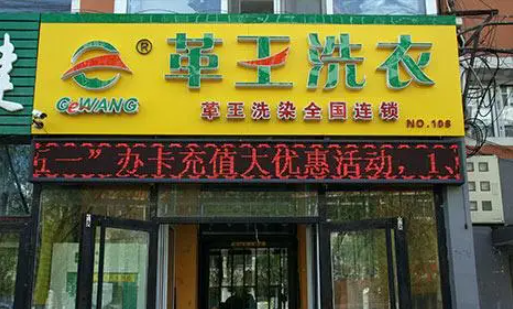 ® 革王洗衣
GeWANG
革王洗染全国连锁
NO.108
五一”办卡充值大优惠活动，1、